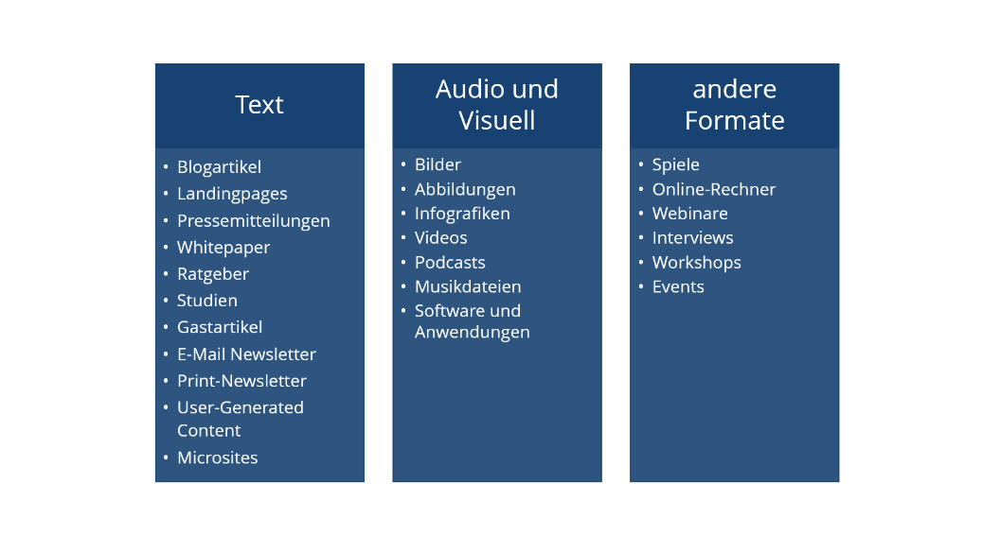 Text
• Blogartikel
• Landingpages
• Pressemitteilungen
• Whitepaper
• Ratgeber
• Studien
• Gastartikel
• E-Mail Newsletter
• Print-Newsletter
• User-Generated
Content
• Microsites
Audio und
Visuell
• Bilder
• Abbildungen
• Infografiken
• Videos
• Podcasts
• Musikdateien
• Software und
Anwendungen
andere
Formate
• Spiele
• Online-Rechner
• Webinare
• Interviews
• Workshops
• Events